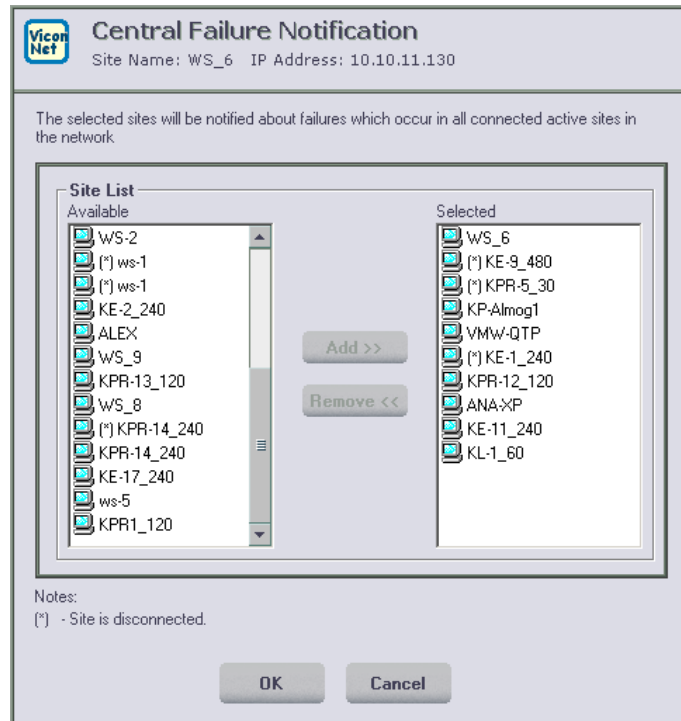 Vicon
Net
Central Failure Notification
Site Name: WS_6 IP Address: 10.10.11.130
The selected sites will be notified about failures which occur in all connected active sites in
the network
Site List
Available
WS-2
(*) ws-1
(*) ws-1
KE-2_240
ALEX
WS_9
KPR-13_120
WS_8
(*) KPR-14_240
KPR-14_240
KE-17_240
ws-5
KPR1_120
Add >>
Remove <<
Selected
WS_6
(*) KE-9_480
(*) KPR-5_30
KP-Almog1
VMW-QTP
(*) KE-1_240
KPR-12_120
ANA-XP
KE-11_240
KL-1_60
Notes:
(*) - Site is disconnected.
OK
Cancel